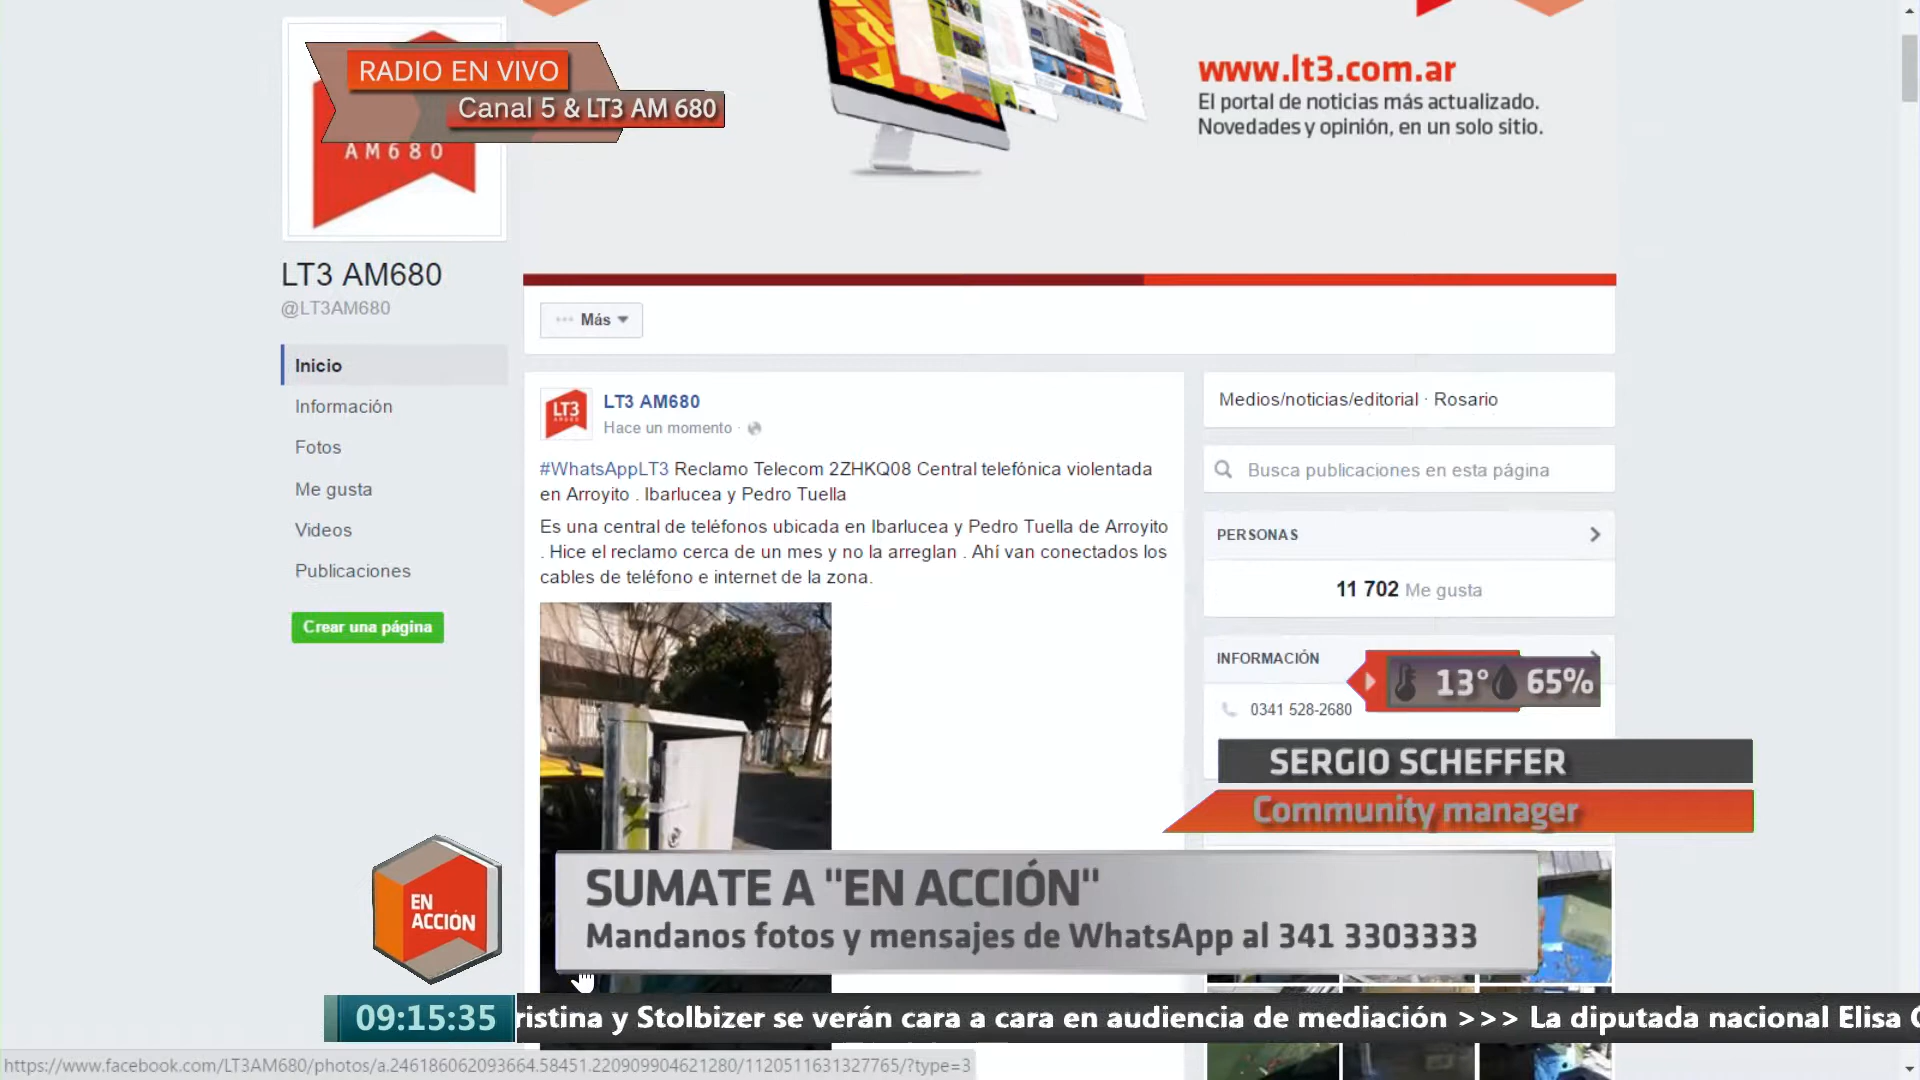 RADIO EN VIVO
Canal 5 & LT3 AM 680
AM680
www.lt3.com.ar
El portal de noticias más actualizado.
Novedades y opinión, en un solo sitio.
LT3 AM680
@LT3AM680
Inicio
Información
Fotos
Me gusta
Videos
Publicaciones
Crear una página
Más
LT3
LT3 AM680
Hace un momento ·
#WhatsAppLT3 Reclamo Telecom 2ZHKQ08 Central telefónica violentada
en Arroyito . Ibarlucea y Pedro Tuella
Es una central de teléfonos ubicada en Ibarlucea y Pedro Tuella de Arroyito
. Hice el reclamo cerca de un mes y no la arreglan . Ahí van conectados los
cables de teléfono e internet de la zona.
Medios/noticias/editorial · Rosario
Busca publicaciones en esta página
PERSONAS
11 702 Me gusta
INFORMACIÓN
13° 65%
0341 528-2680
SERGIO SCHEFFER
Community manager
EN
ACCIÓN
SUMATE A "EN ACCIÓN"
Mandanos fotos y mensajes de WhatsApp al 341 3303333
09:15:35
ristina y Stolbizer se verán cara a cara en audiencia de mediación >>> La diputada nacional Elisa
https://www.facebook.com/LT3AM680/photos/a.246186062093664.58451.220909904621280/1120511631327765/?type=3